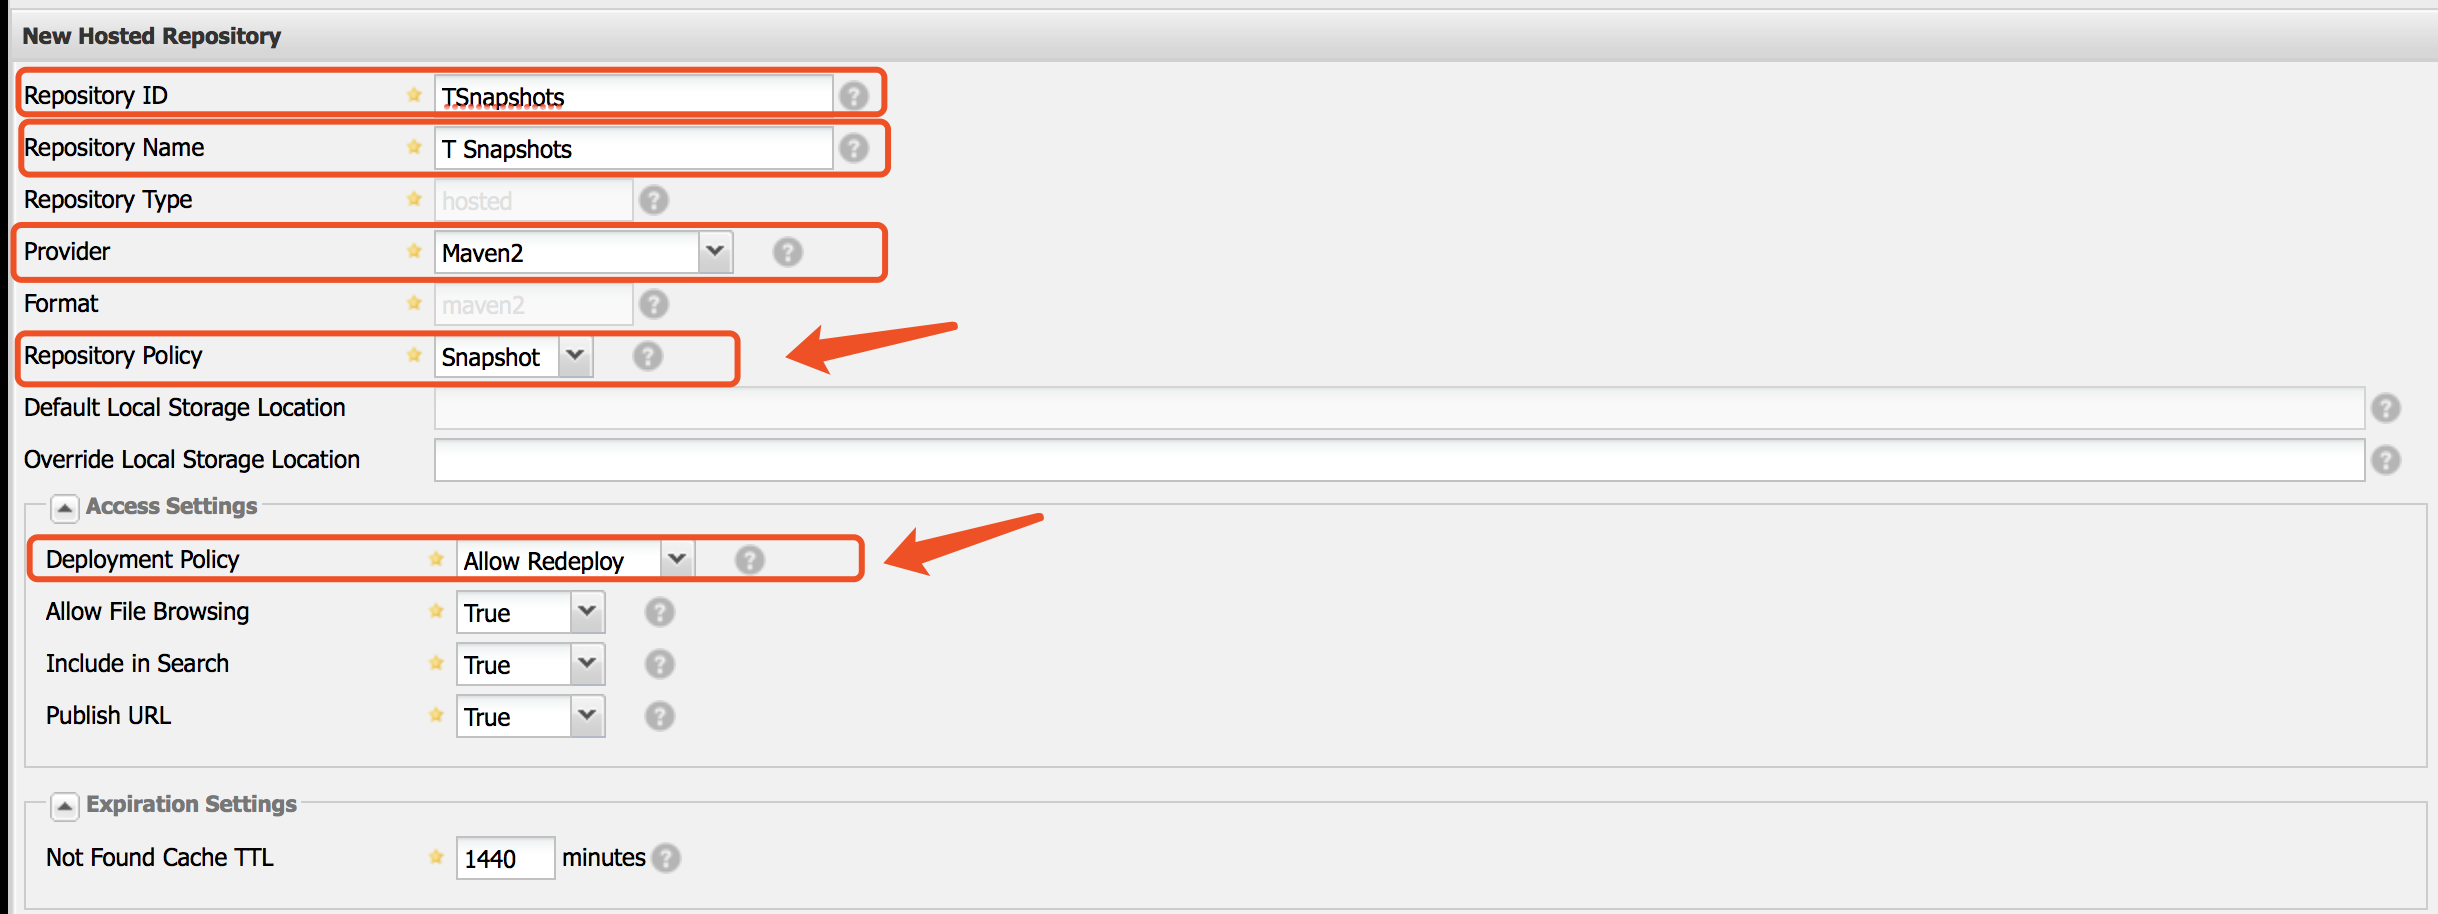 New Hosted Repository
Repository ID TSnapshots
Repository Name T Snapshots
Repository Type hosted
Provider Maven2
Format maven2
Repository Policy Snapshot
Default Local Storage Location
Override Local Storage Location
Access Settings
Deployment Policy Allow Redeploy
Allow File Browsing True
Include in Search True
Publish URL True
Expiration Settings
Not Found Cache TTL 1440 minutes